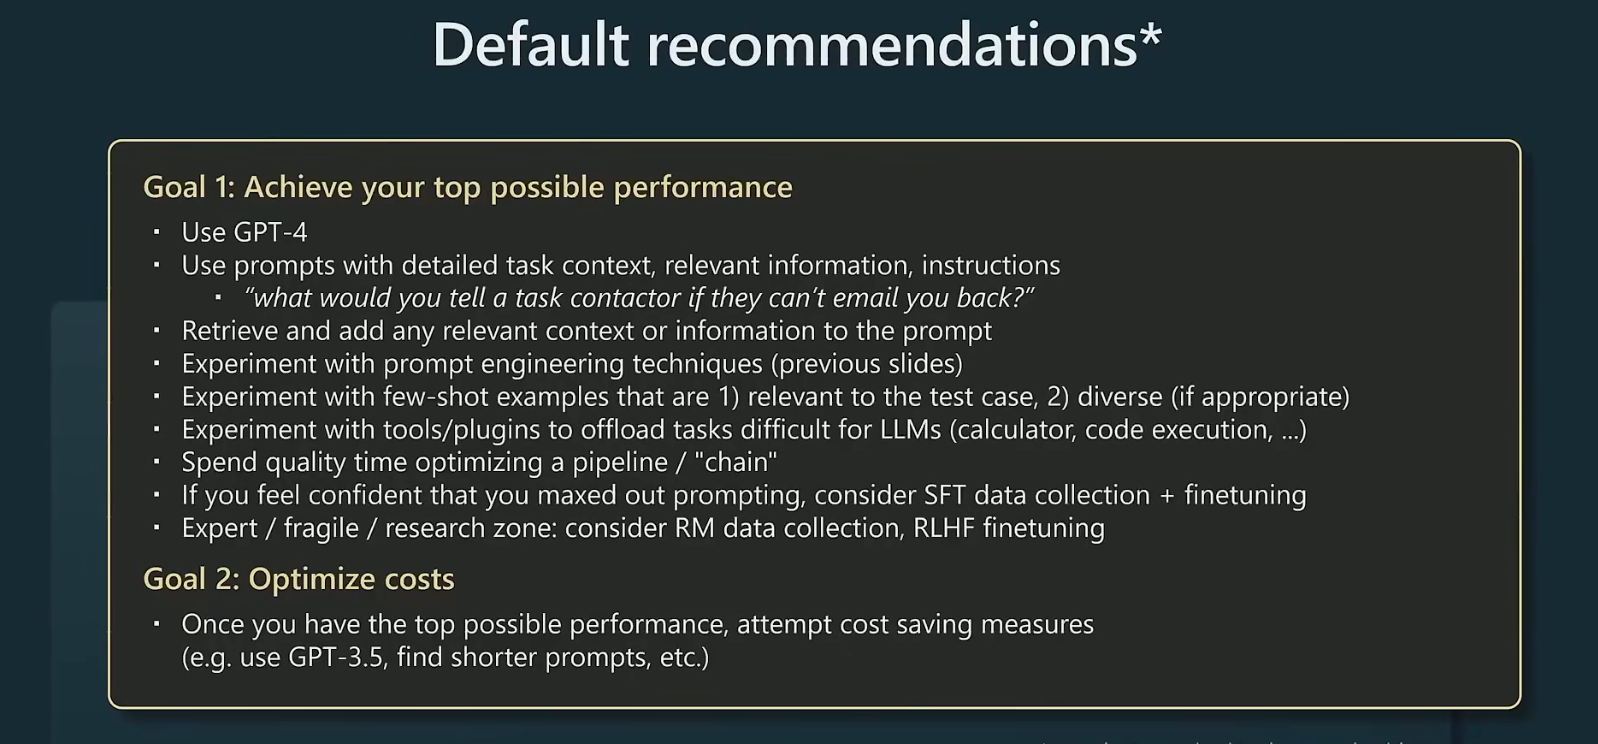 Default recommendations*
Goal 1: Achieve your top possible performance
▪ Use GPT-4
▪ Use prompts with detailed task context, relevant information, instructions
▪ “what would you tell a task contactor if they can’t email you back?”
▪ Retrieve and add any relevant context or information to the prompt
▪ Experiment with prompt engineering techniques (previous slides)
▪ Experiment with few-shot examples that are 1) relevant to the test case, 2) diverse (if appropriate)
▪ Experiment with tools/plugins to offload tasks difficult for LLMs (calculator, code execution, ...)
▪ Spend quality time optimizing a pipeline / "chain"
▪ If you feel confident that you maxed out prompting, consider SFT data collection + finetuning
▪ Expert / fragile / research zone: consider RM data collection, RLHF finetuning
Goal 2: Optimize costs
▪ Once you have the top possible performance, attempt cost saving measures
(e.g. use GPT-3.5, find shorter prompts, etc.)